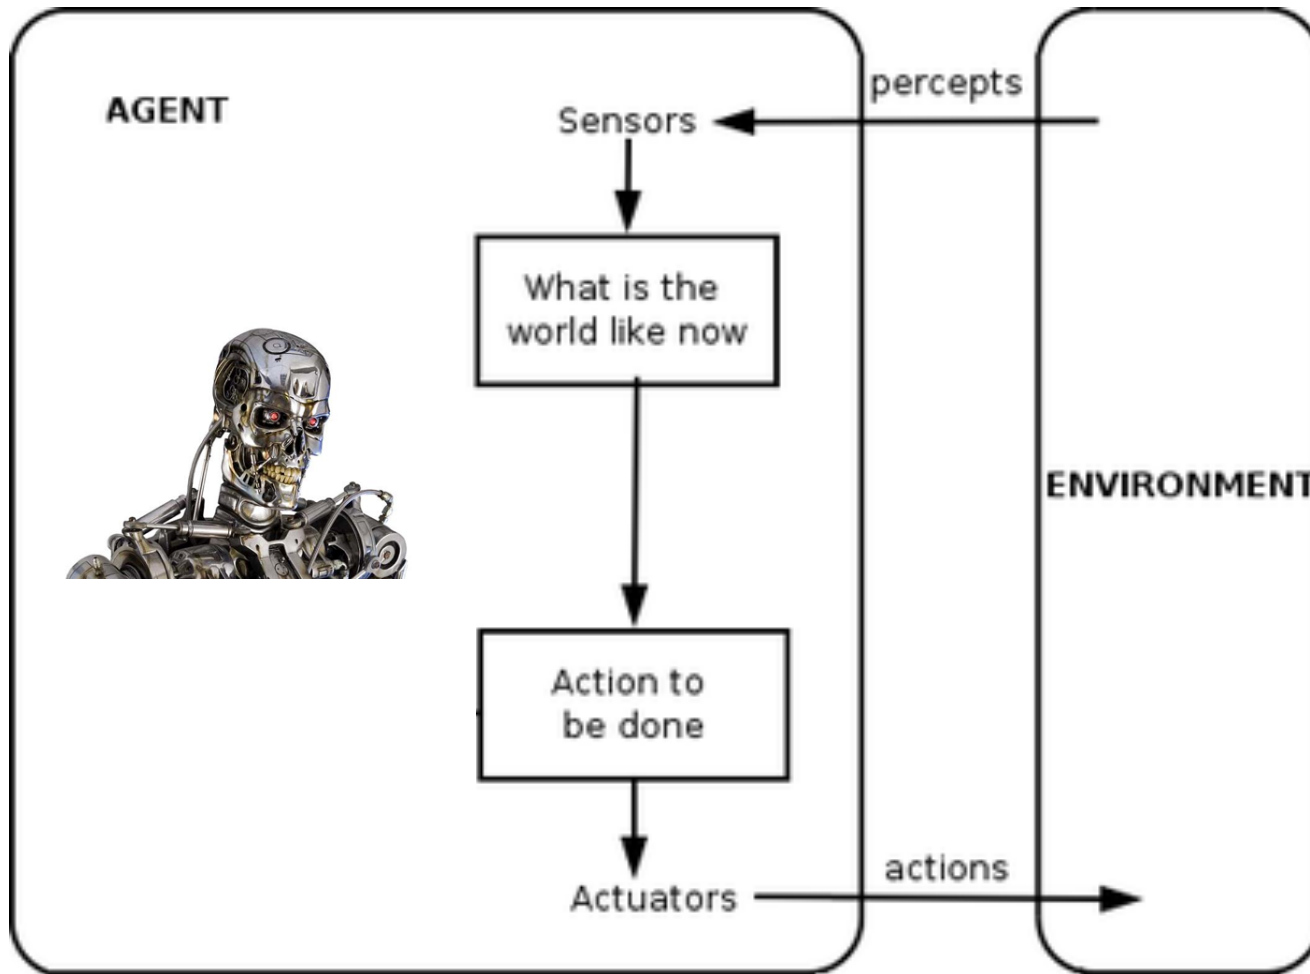 AGENT
percepts
Sensors
What is the
world like now
ENVIRONMENT
Action to
be done
actions
Actuators